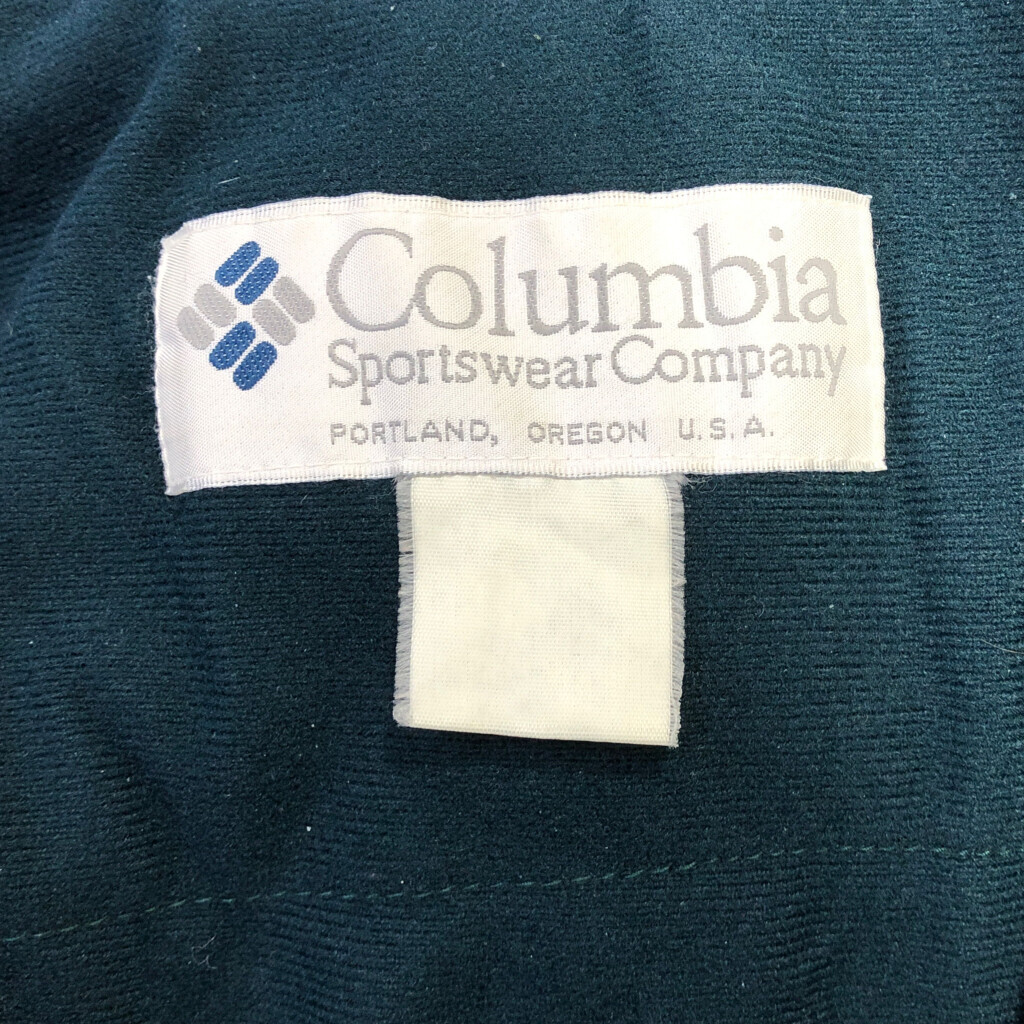 Columbia
Sportswear Company
PORTLAND, OREGON U.S.A.